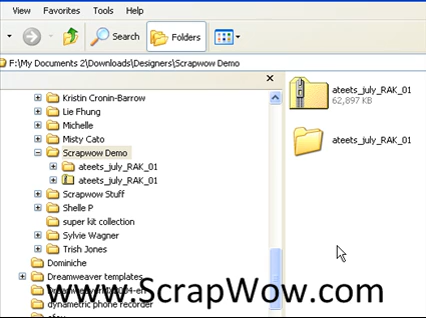 View Favorites Tools Help
Search Folders
F:\My Documents 2\Downloads\Designers\Scrapwow Demo
Kristin Cronin-Barrow
Lie Fhung
Michelle
Misty Cato
Scrapwow Demo
ateets_july_RAK_01
ateets_july_RAK_01
Scrapwow Stuff
Shelle P
super kit collection
Sylvie Wagner
Trish Jones
Dominiche
Dreamweaver templates
dynametric phone recorder
ateets_july_RAK_01
62,897 KB
ateets_july_RAK_01
www.ScrapWow.com